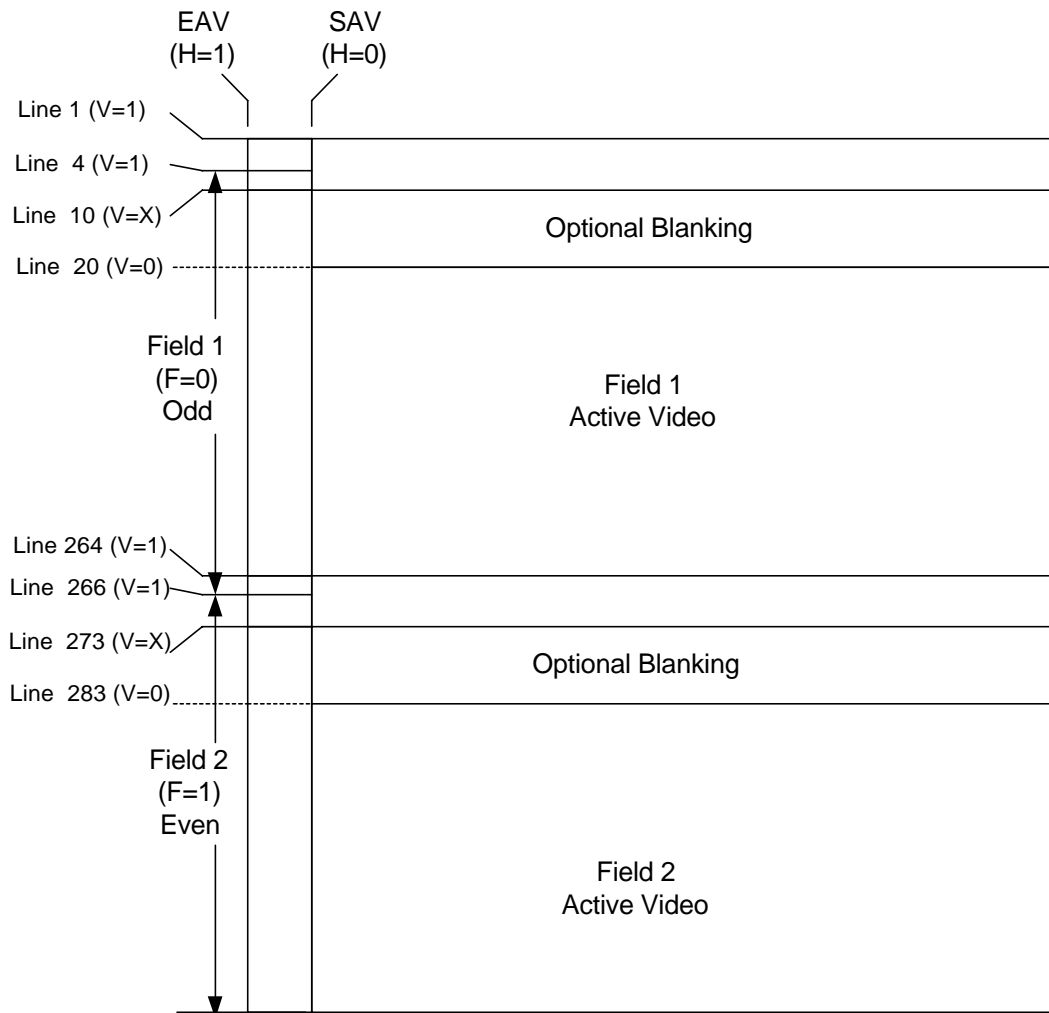 EAV
(H=1)
SAV
(H=0)
Line 1 (V=1)
Line 4 (V=1)
Line 10 (V=X)
Optional Blanking
Line 20 (V=0)
Field 1
(F=0)
Odd
Field 1
Active Video
Line 264 (V=1)
Line 266 (V=1)
Line 273 (V=X)
Optional Blanking
Line 283 (V=0)
Field 2
(F=1)
Even
Field 2
Active Video